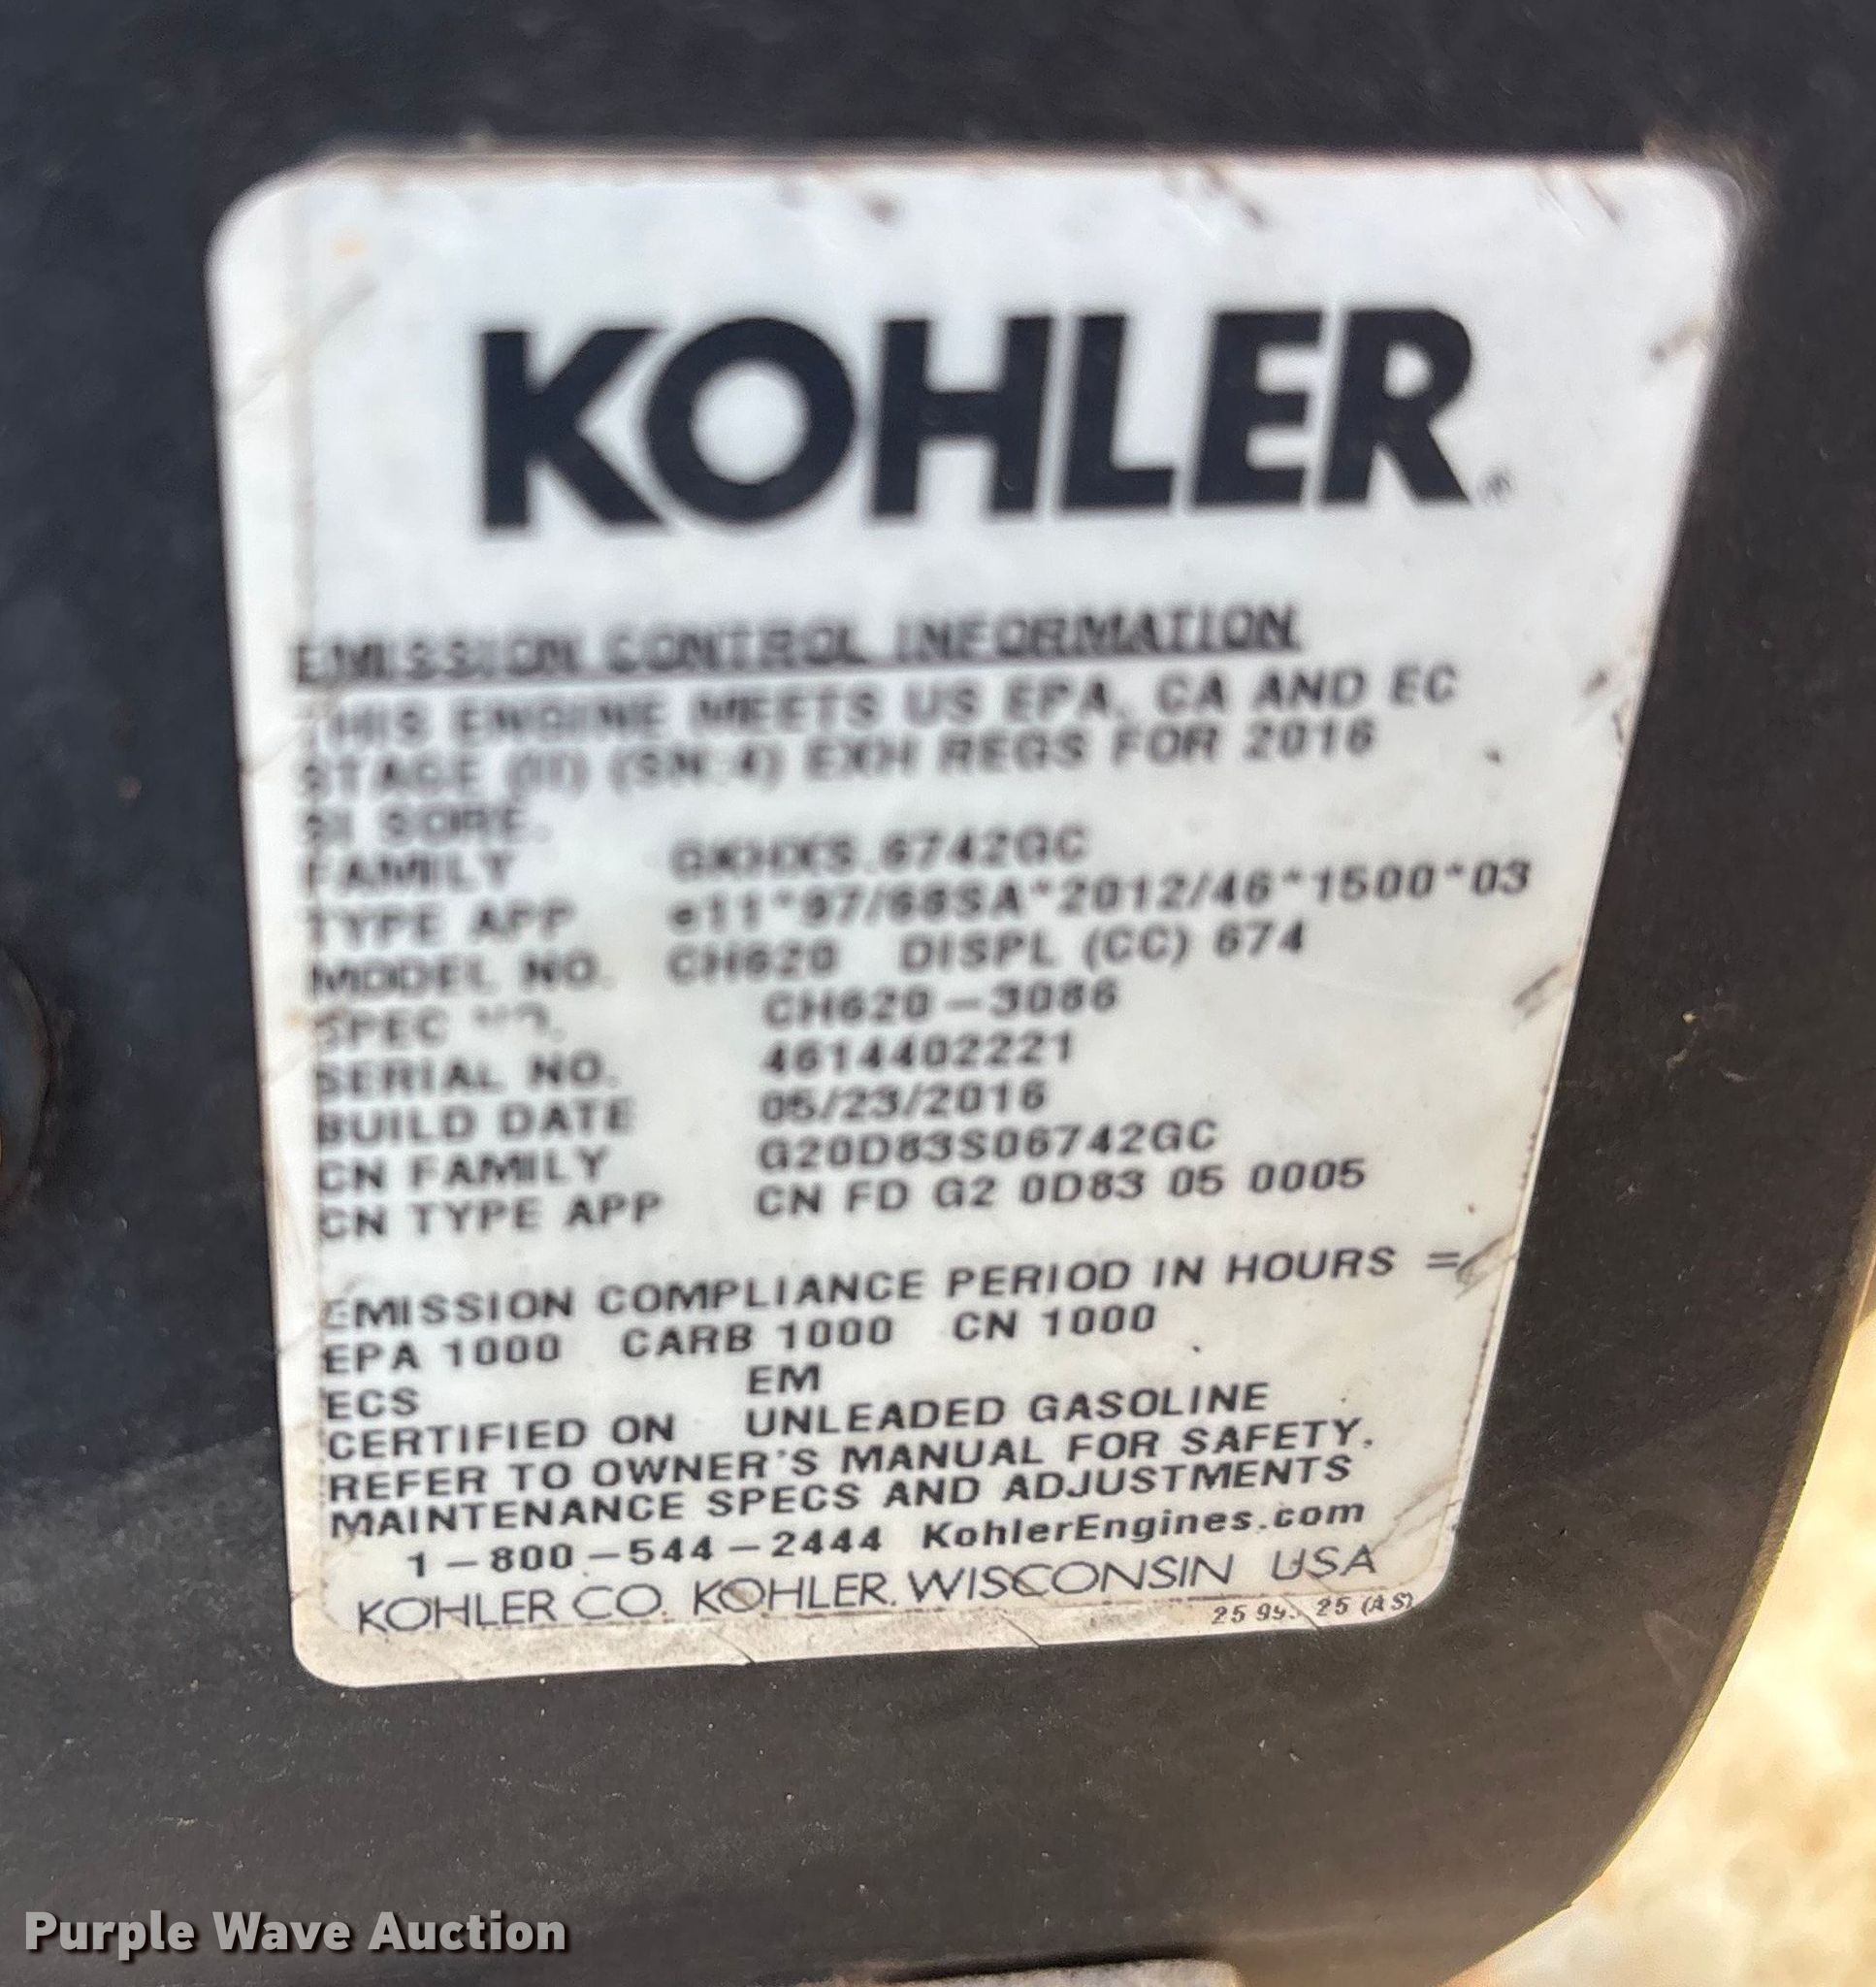 KOHLER®
EMISSION CONTROL INFORMATION
THIS ENGINE MEETS US EPA, CA AND EC
STAGE (II) (SN:4) EXH REGS FOR 2016
SI SORE.
FAMILY GKHXS.6742GC
TYPE APP e11*97/68SA*2012/46*1500*03
MODEL NO. CH620 DISPL (CC) 674
SPEC NO. CH620-3086
SERIAL NO. 4614402221
BUILD DATE 05/23/2016
CN FAMILY G20D83S06742GC
CN TYPE APP CN FD G2 0D83 05 0005
EMISSION COMPLIANCE PERIOD IN HOURS =
EPA 1000 CARB 1000 CN 1000
ECS EM
CERTIFIED ON UNLEADED GASOLINE
REFER TO OWNER'S MANUAL FOR SAFETY,
MAINTENANCE SPECS AND ADJUSTMENTS
1-800-544-2444 KohlerEngines.com
KOHLER CO. KOHLER, WISCONSIN USA
25 25 (AS)
Purple Wave Auction